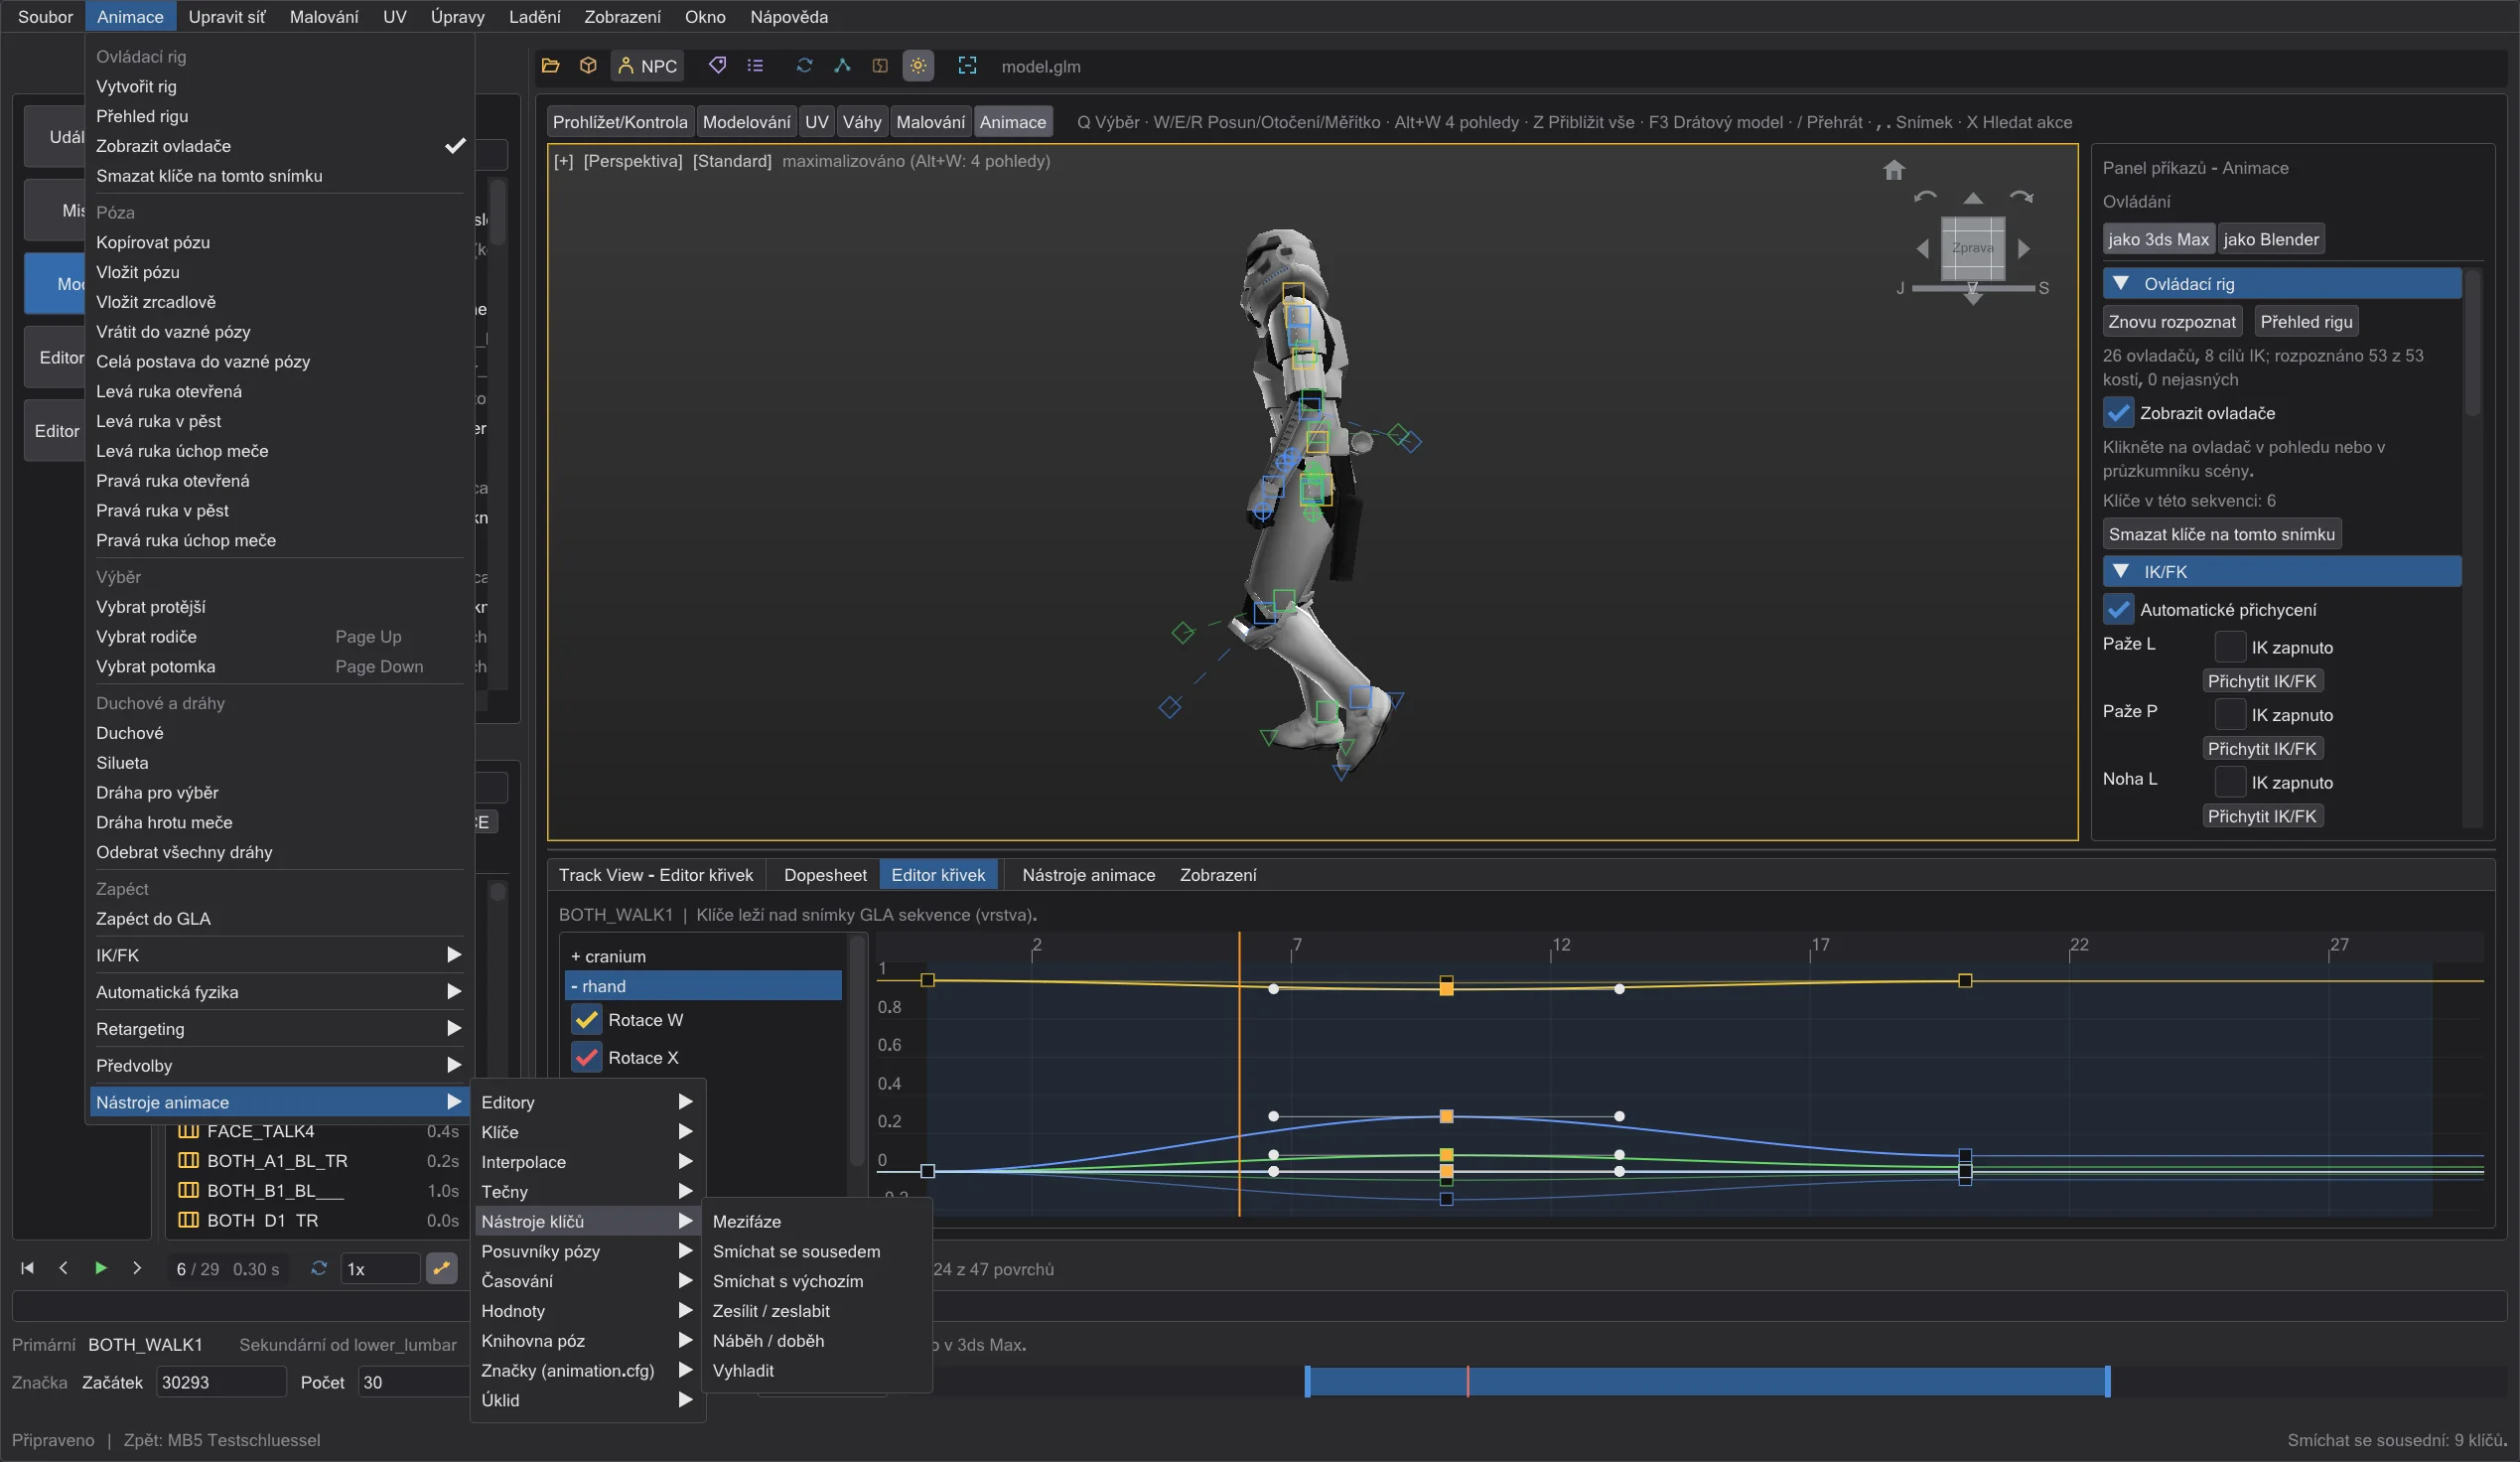 Soubor Animace Upravit síť Malování UV Úpravy Ladění Zobrazení Okno Nápověda
Ovládací rig
Vytvořit rig
Přehled rigu
Zobrazit ovladače
Smazat klíče na tomto snímku
Póza
Kopírovat pózu
Vložit pózu
Vložit zrcadlově
Vrátit do vazné pózy
Celá postava do vazné pózy
Levá ruka otevřená
Levá ruka v pěst
Levá ruka úchop meče
Pravá ruka otevřená
Pravá ruka v pěst
Pravá ruka úchop meče
Výběr
Vybrat protější
Vybrat rodiče Page Up
Vybrat potomka Page Down
Duchové a dráhy
Duchové
Silueta
Dráha pro výběr
Dráha hrotu meče
Odebrat všechny dráhy
Zapéct
Zapéct do GLA
IK/FK
Automatická fyzika
Retargeting
Předvolby
Nástroje animace
Editor
Editor
Editory
Klíče
Interpolace
Tečny
Nástroje klíčů
Posuvníky pózy
Časování
Hodnoty
Knihovna póz
Značky (animation.cfg)
Úklid
Mezifáze
Smíchat se sousedem
Smíchat s výchozím
Zesílit / zeslabit
Náběh / doběh
Vyhladit
NPC model.glm
Prohlížet/Kontrola Modelování UV Váhy Malování Animace Q Výběr · W/E/R Posun/Otočení/Měřítko · Alt+W 4 pohledy · Z Přiblížit vše · F3 Drátový model · / Přehrát · , . Snímek · X Hledat akce
[+] [Perspektiva] [Standard] maximalizováno (Alt+W: 4 pohledy)
Zprava
J S
Panel příkazů - Animace
Ovládání
jako 3ds Max jako Blender
Ovládací rig
Znovu rozpoznat Přehled rigu
26 ovladačů, 8 cílů IK; rozpoznáno 53 z 53
kostí, 0 nejasných
Zobrazit ovladače
Klikněte na ovladač v pohledu nebo v
průzkumníku scény.
Klíče v této sekvenci: 6
Smazat klíče na tomto snímku
IK/FK
Automatické přichycení
Paže L IK zapnuto
Přichytit IK/FK
Paže P IK zapnuto
Přichytit IK/FK
Noha L IK zapnuto
Přichytit IK/FK
Track View - Editor křivek Dopesheet Editor křivek Nástroje animace Zobrazení
BOTH_WALK1 | Klíče leží nad snímky GLA sekvence (vrstva).
+ cranium
- rhand
Rotace W
Rotace X
2 7 12 17 22 27
1
0.8
0.6
0.4
0.2
0
FACE_TALK4 0.4s
BOTH_A1_BL_TR 0.2s
BOTH_B1_BL___ 1.0s
BOTH D1 TR 0.0s
6 / 29 0.30 s 1x 24 z 47 povrchů
Primární BOTH_WALK1 Sekundární od lower_lumbar v 3ds Max.
Značka Začátek 30293 Počet 30
Připraveno | Zpět: MB5 Testschluessel
Smíchat se sousední: 9 klíčů.